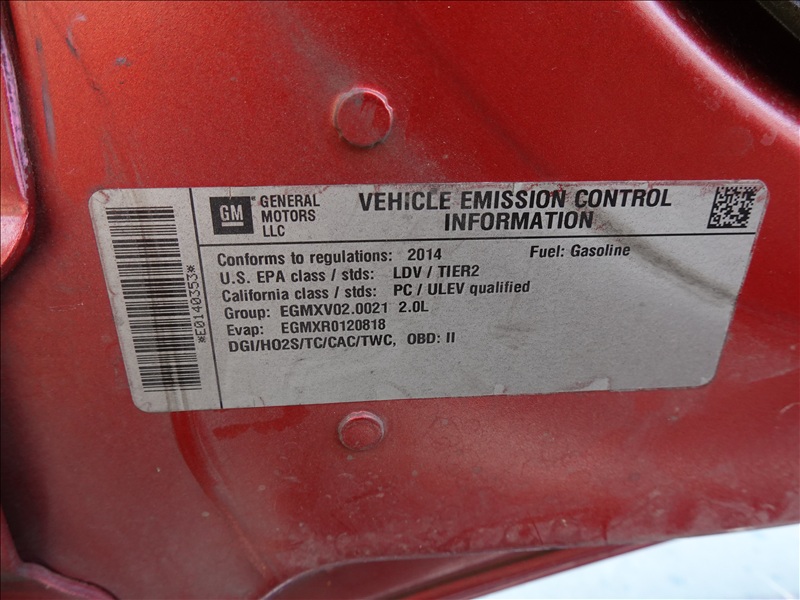 *E0140353*
GM
GENERAL
MOTORS
LLC
VEHICLE EMISSION CONTROL
INFORMATION
Conforms to regulations: 2014 Fuel: Gasoline
U.S. EPA class / stds: LDV / TIER2
California class / stds: PC / ULEV qualified
Group: EGMXV02.0021 2.0L
Evap: EGMXR0120818
DGI/HO2S/TC/CAC/TWC, OBD: II